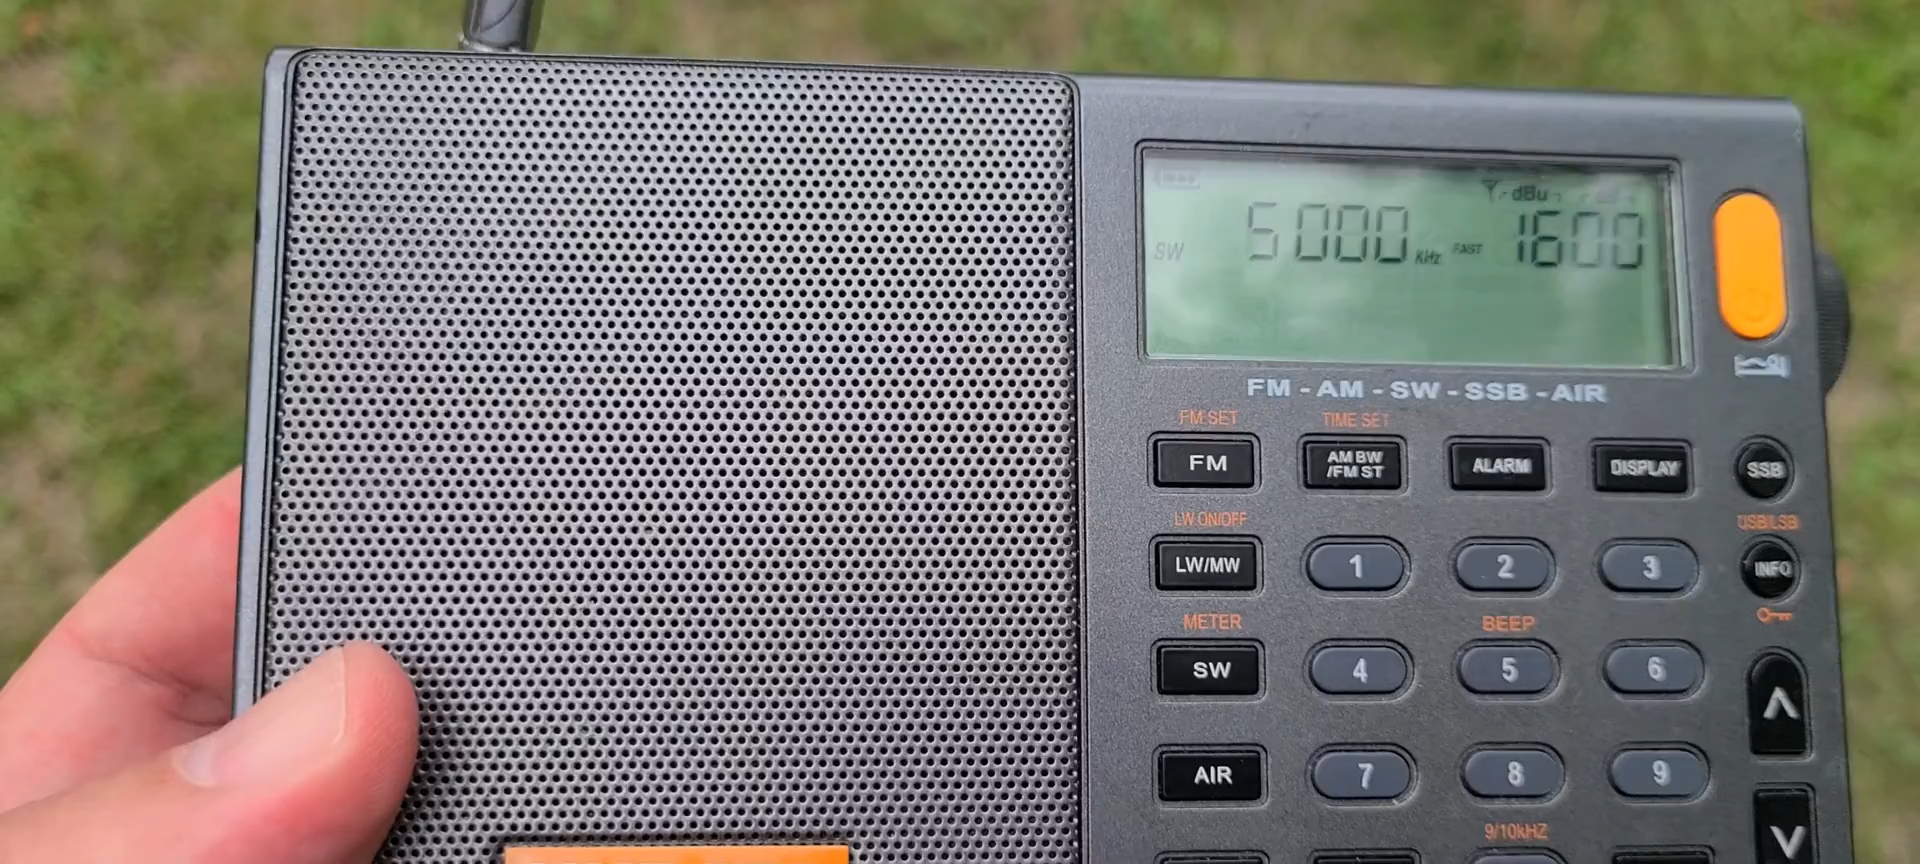 dBu
SW 5000 KHz FAST 1600
FM - AM - SW - SSB - AIR
FM SET TIME SET
FM AM BW /FM ST ALARM DISPLAY SSB
LW ON/OFF USB/LSB
LW/MW 1 2 3 INFO
METER BEEP
SW 4 5 6
AIR 7 8 9
9/10kHZ